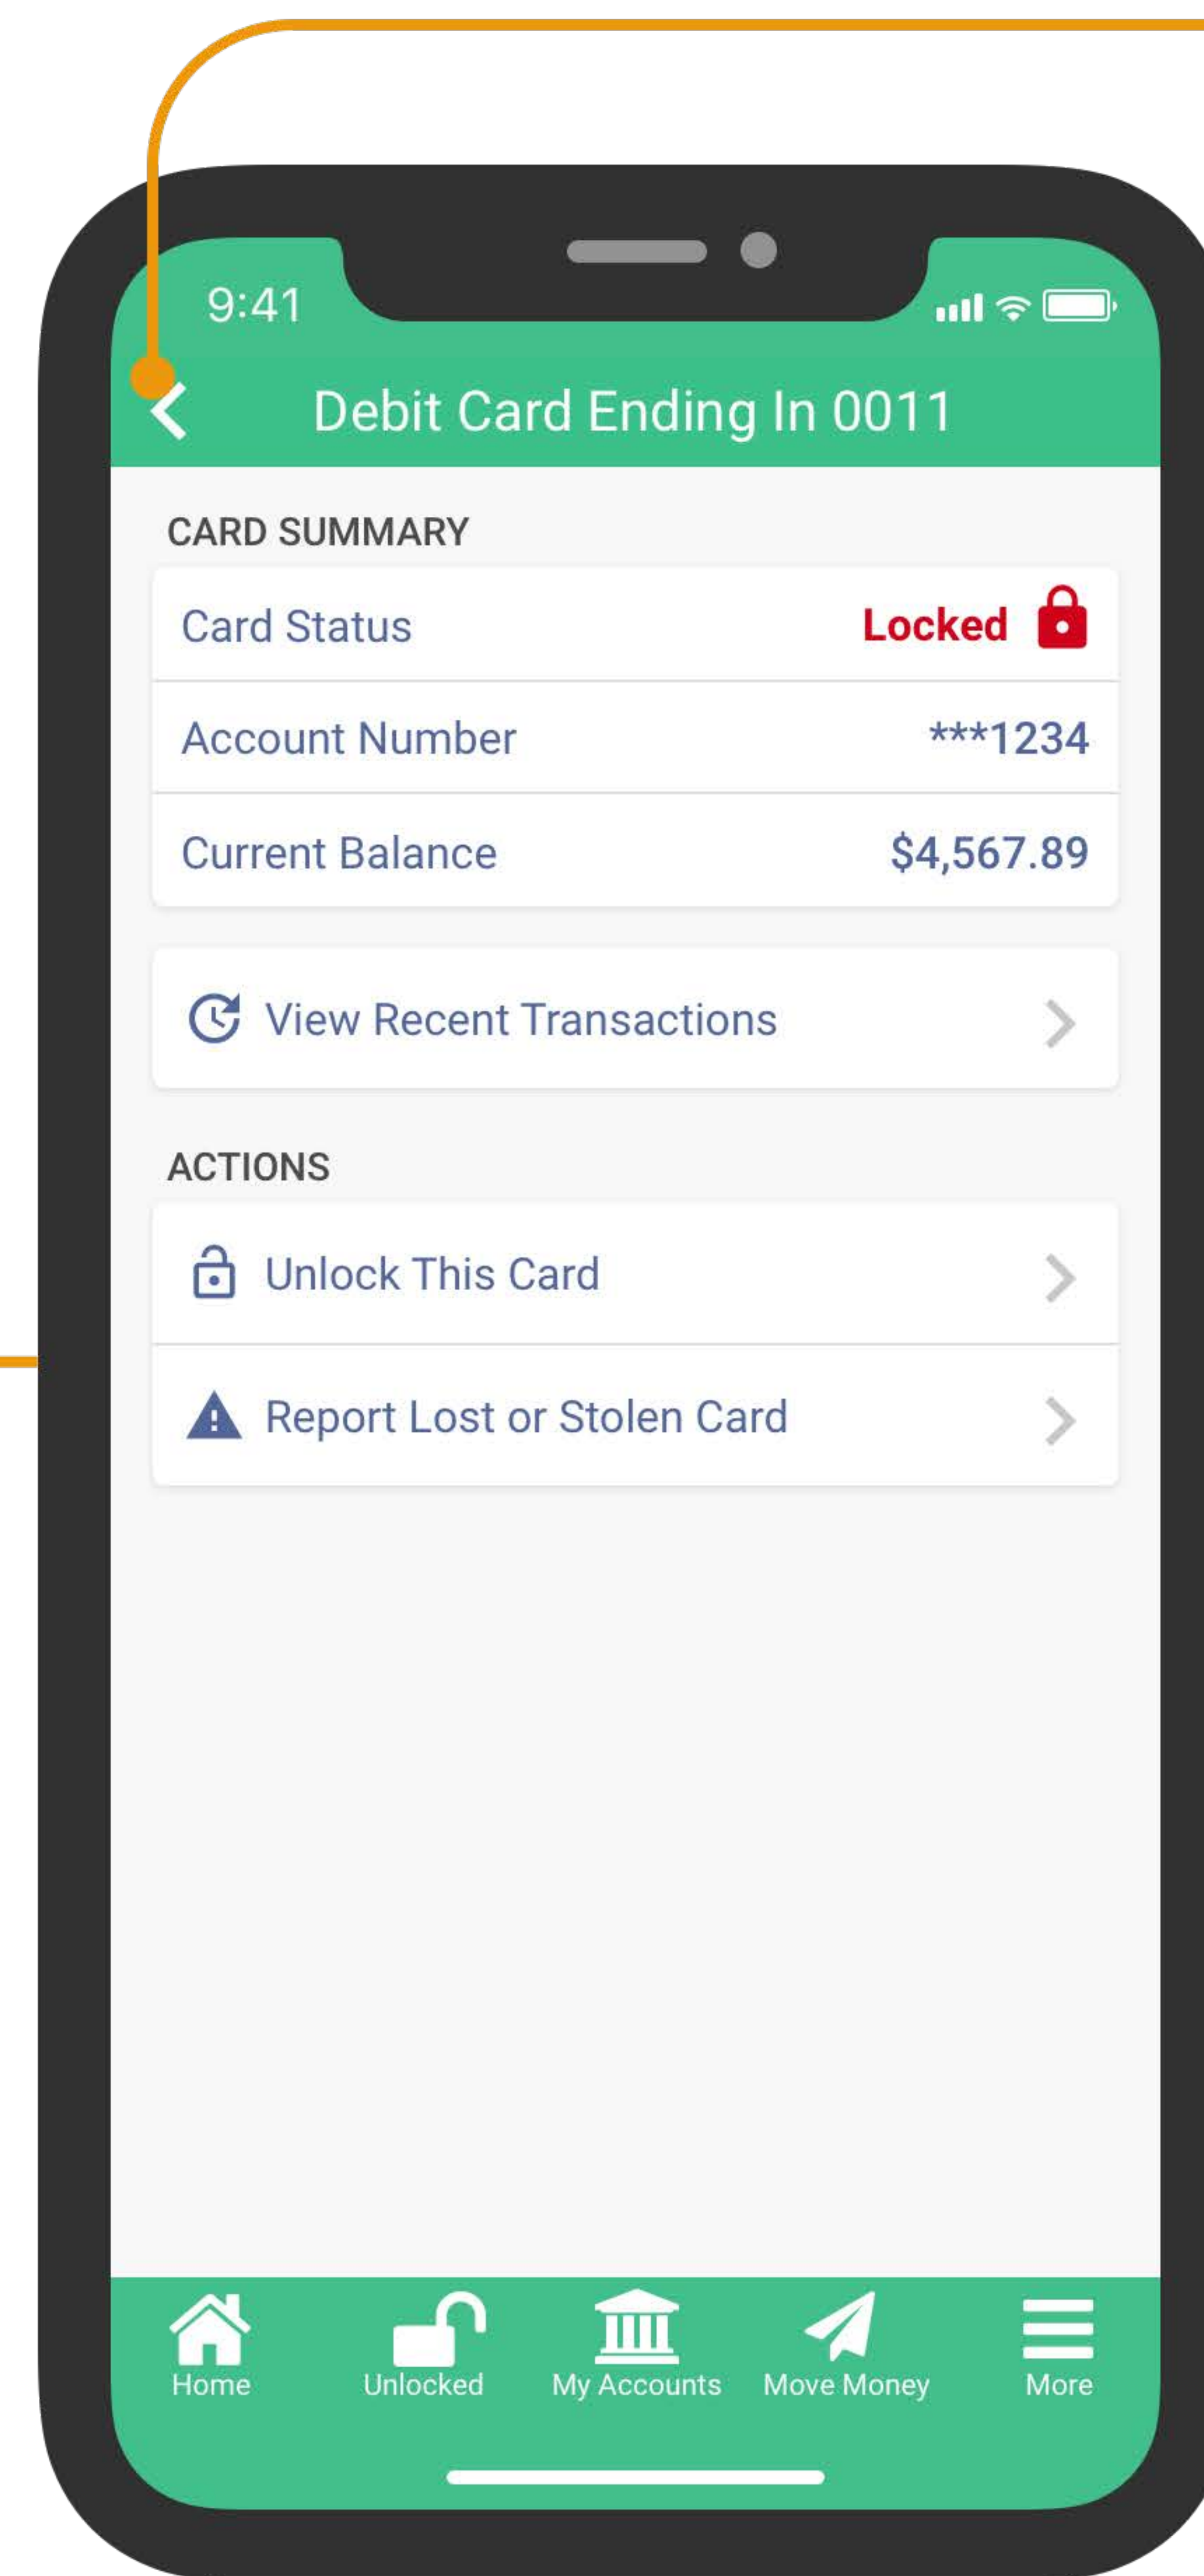 9:41
Debit Card Ending In 0011
CARD SUMMARY
Card Status Locked
Account Number ***1234
Current Balance $4,567.89
View Recent Transactions
ACTIONS
Unlock This Card
Report Lost or Stolen Card
Home Unlocked My Accounts Move Money More